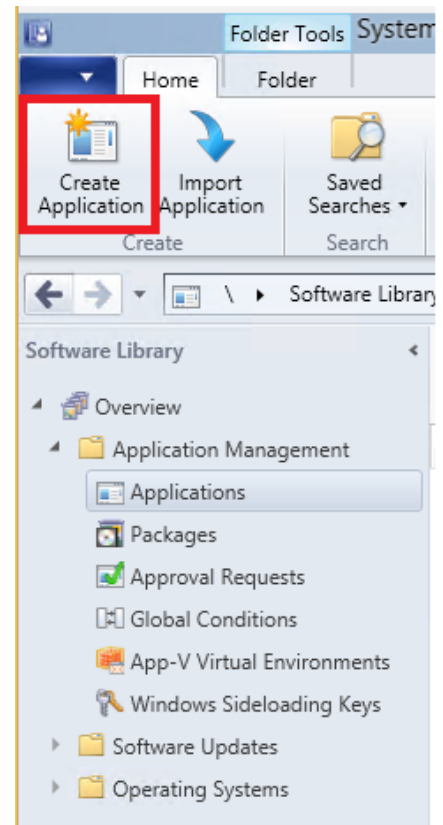 Folder Tools System
Home Folder
Create Application
Import Application
Saved Searches
Create
Search
\ Software Library
Software Library
Overview
Application Management
Applications
Packages
Approval Requests
Global Conditions
App-V Virtual Environments
Windows Sideloading Keys
Software Updates
Operating Systems